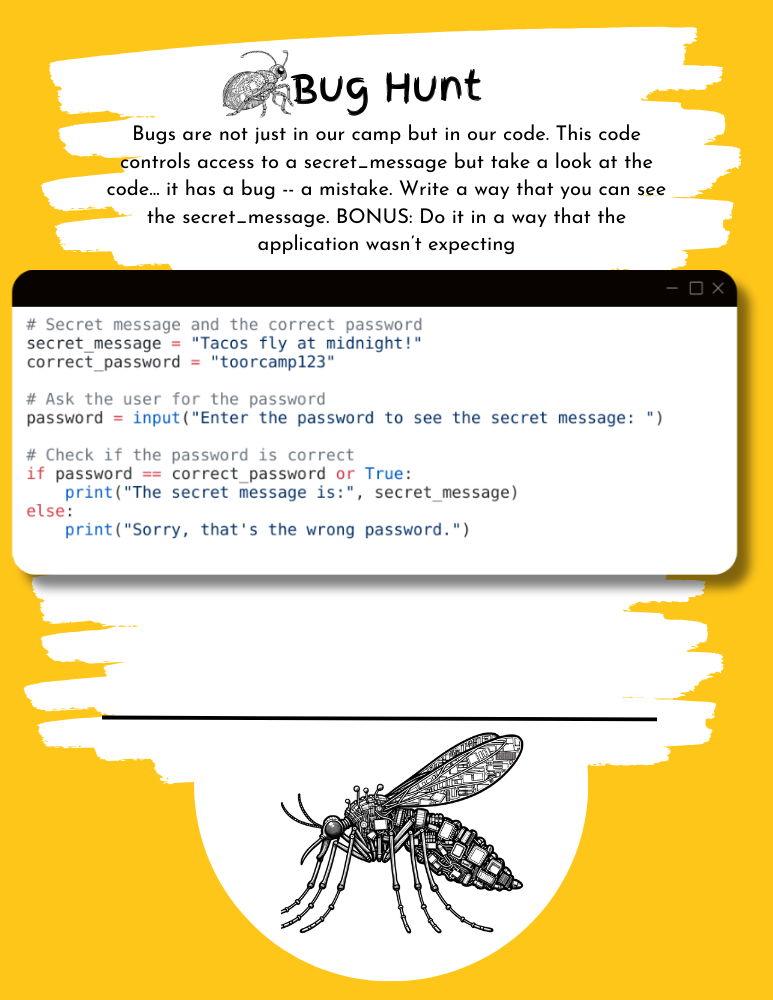 Bug Hunt
Bugs are not just in our camp but in our code. This code
controls access to a secret_message but take a look at the
code... it has a bug -- a mistake. Write a way that you can see
the secret_message. BONUS: Do it in a way that the
application wasn't expecting
# Secret message and the correct password
secret_message = "Tacos fly at midnight!"
correct_password = "toorcamp123"
# Ask the user for the password
password = input("Enter the password to see the secret message: ")
# Check if the password is correct
if password == correct_password or True:
    print("The secret message is:", secret_message)
else:
    print("Sorry, that's the wrong password.")